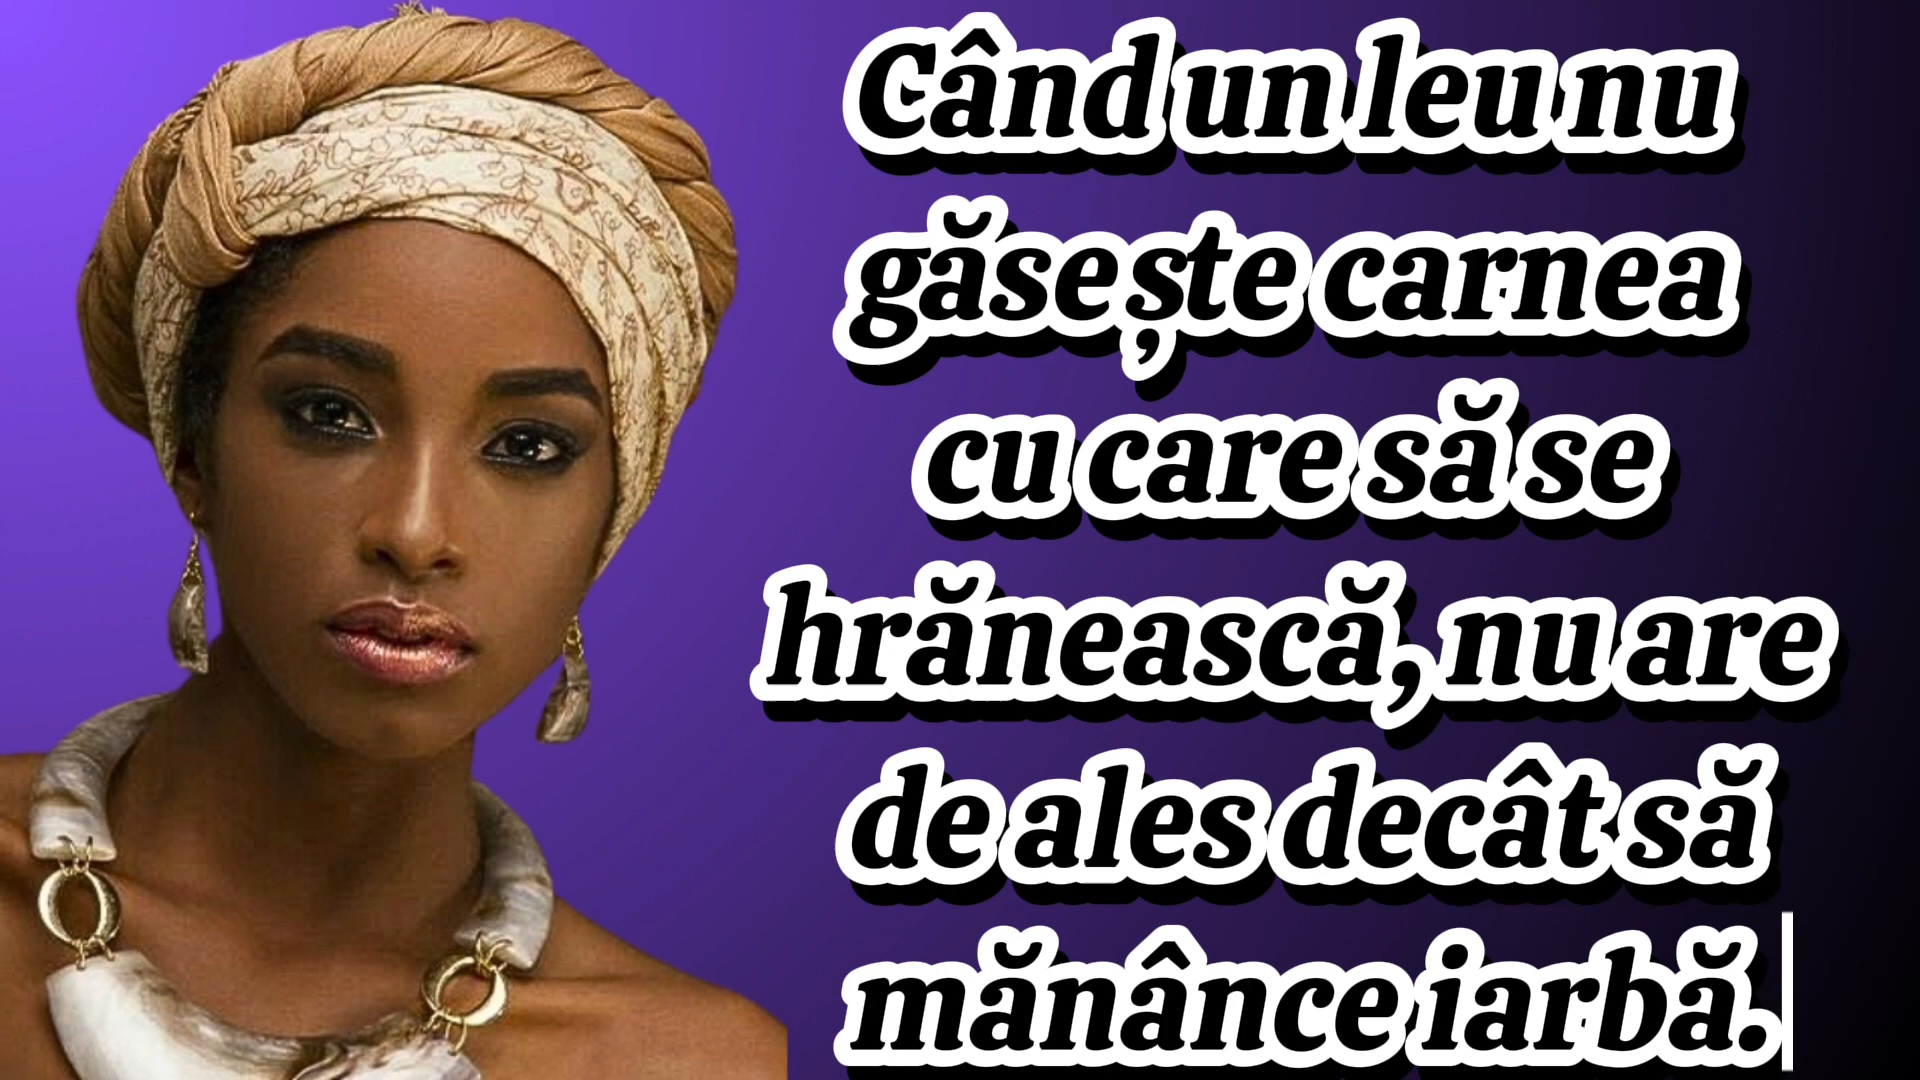 Când un leu nu
găsește carnea
cu care să se
hrănească, nu are
de ales decât să
mănânce iarbă.